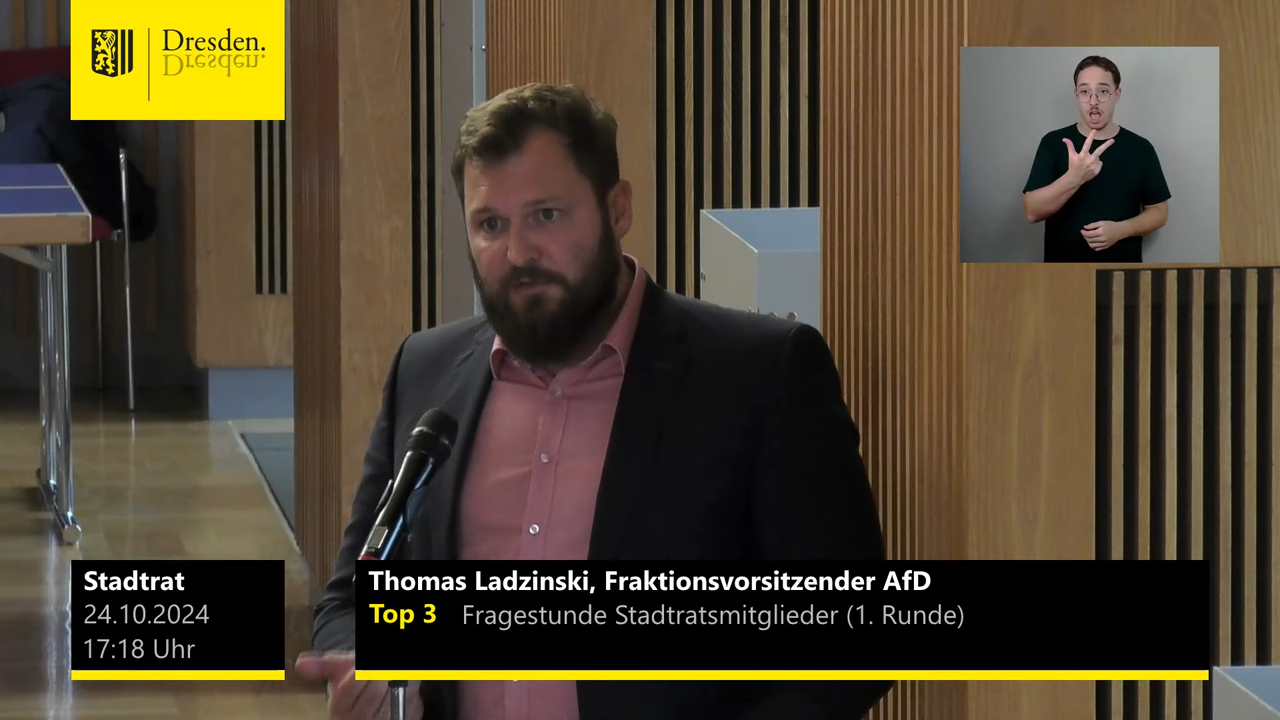 Dresden.
Dresden.
Stadtrat
24.10.2024
17:18 Uhr
Thomas Ladzinski, Fraktionsvorsitzender AfD
Top 3 Fragestunde Stadtratsmitglieder (1. Runde)